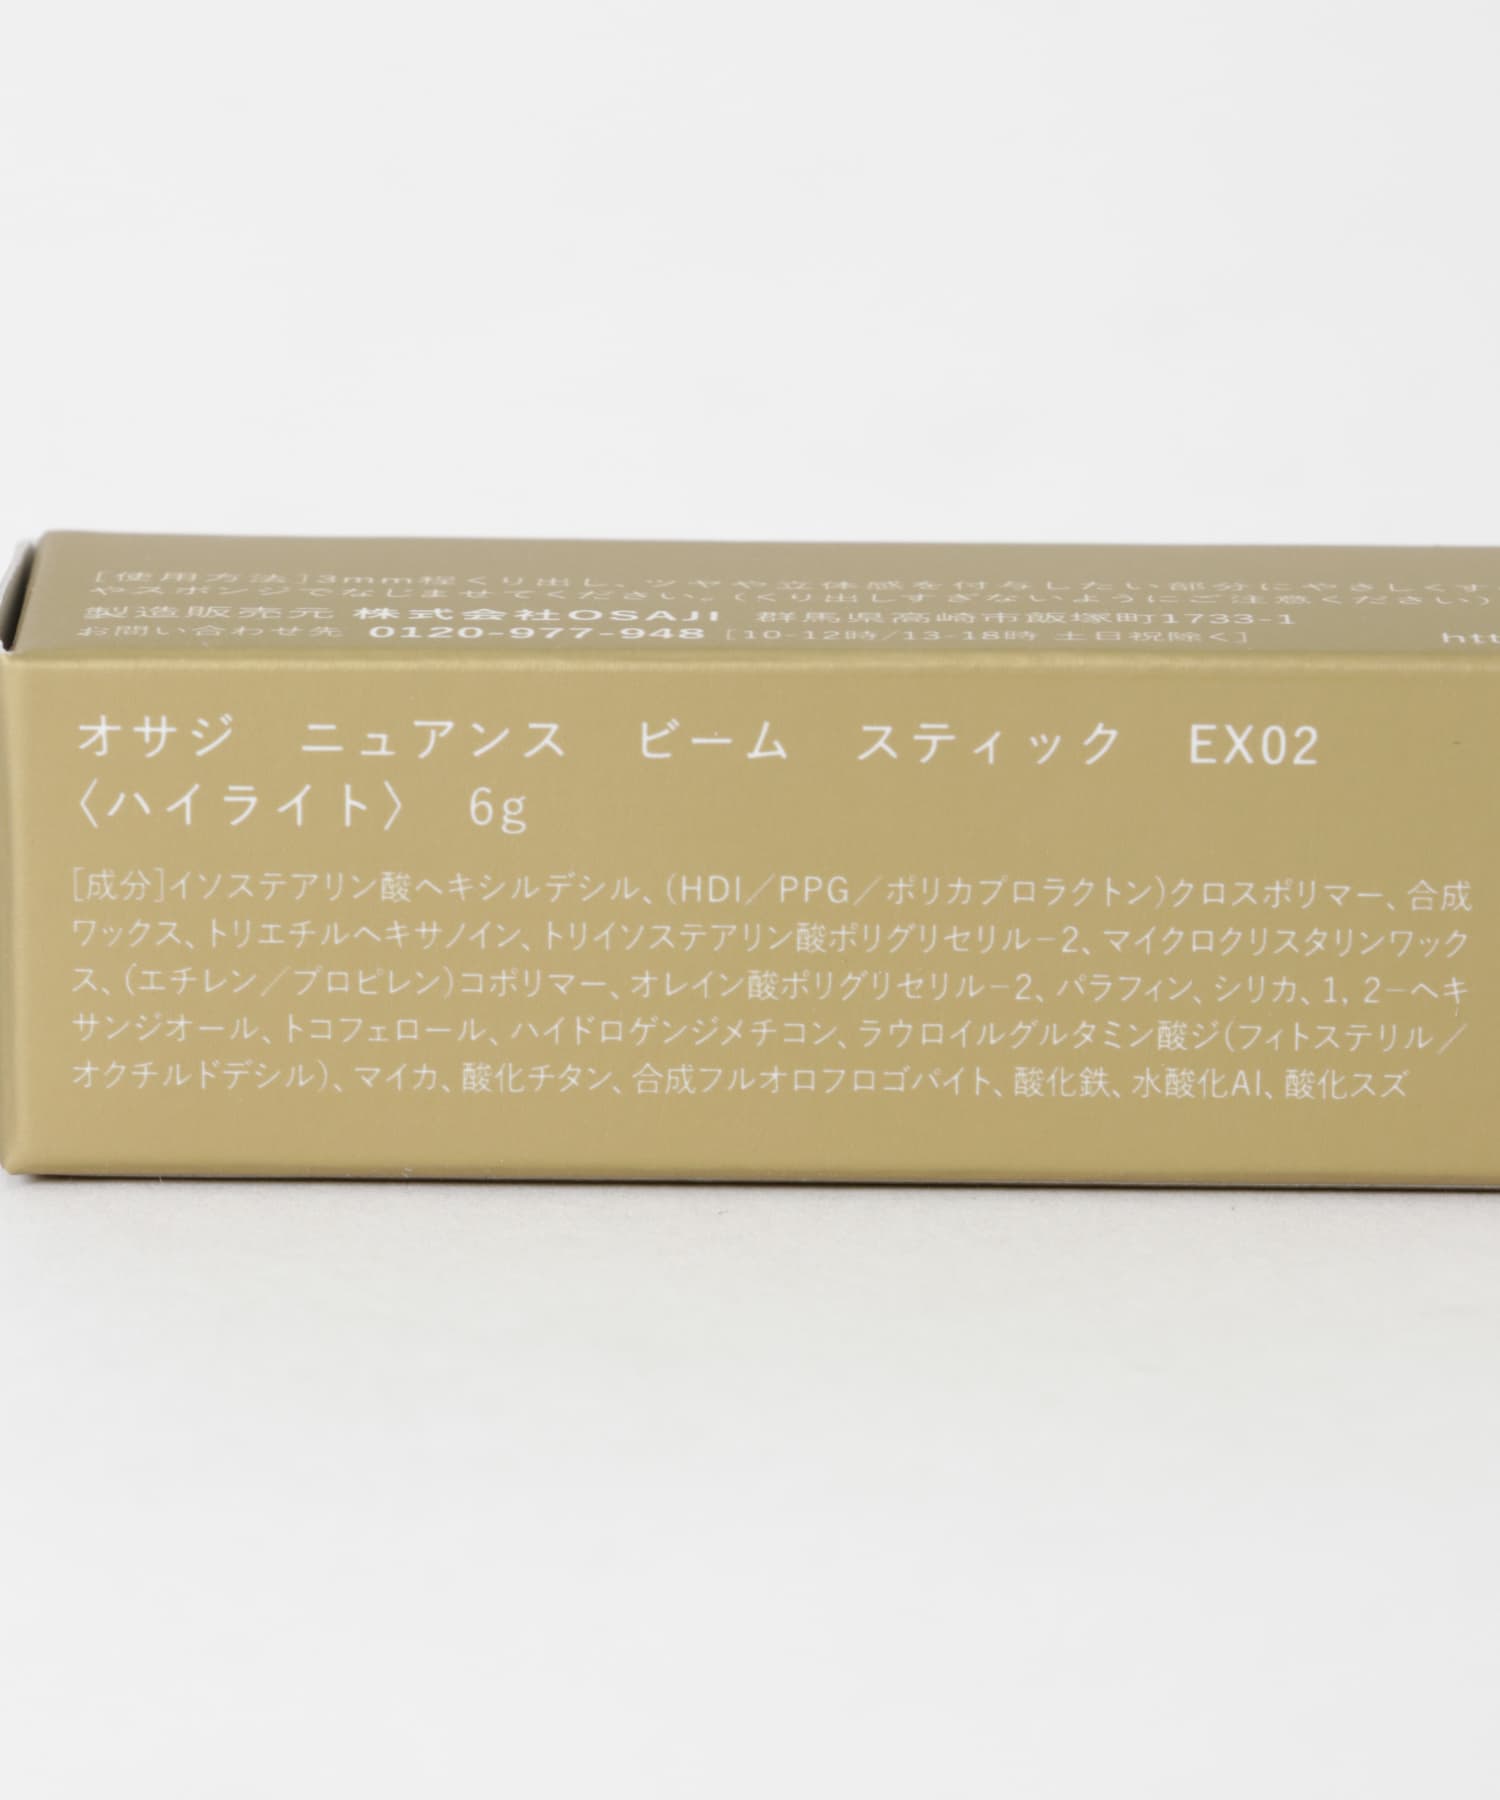 [使用方法]3mm程くり出し、ツヤや立体感を付与したい部分にやさしくす
やスポンジでなじませてください。(くり出しすぎないようにご注意ください)
製造販売元 株式会社OSAJI 群馬県高崎市飯塚町1733-1
お問い合わせ先 0120-977-948 [10-12時/13-18時 土日祝除く]
オサジ ニュアンス ビーム スティック EX02
〈ハイライト〉 6g
[成分]イソステアリン酸ヘキシルデシル、(HDI/PPG/ポリカプロラクトン)クロスポリマー、合成
ワックス、トリエチルヘキサノイン、トリイソステアリン酸ポリグリセリル-2、マイクロクリスタリンワック
ス、(エチレン/プロピレン)コポリマー、オレイン酸ポリグリセリル-2、パラフィン、シリカ、1, 2-ヘキ
サンジオール、トコフェロール、ハイドロゲンジメチコン、ラウロイルグルタミン酸ジ(フィトステリル/
オクチルドデシル)、マイカ、酸化チタン、合成フルオロフロゴパイト、酸化鉄、水酸化Al、酸化スズ